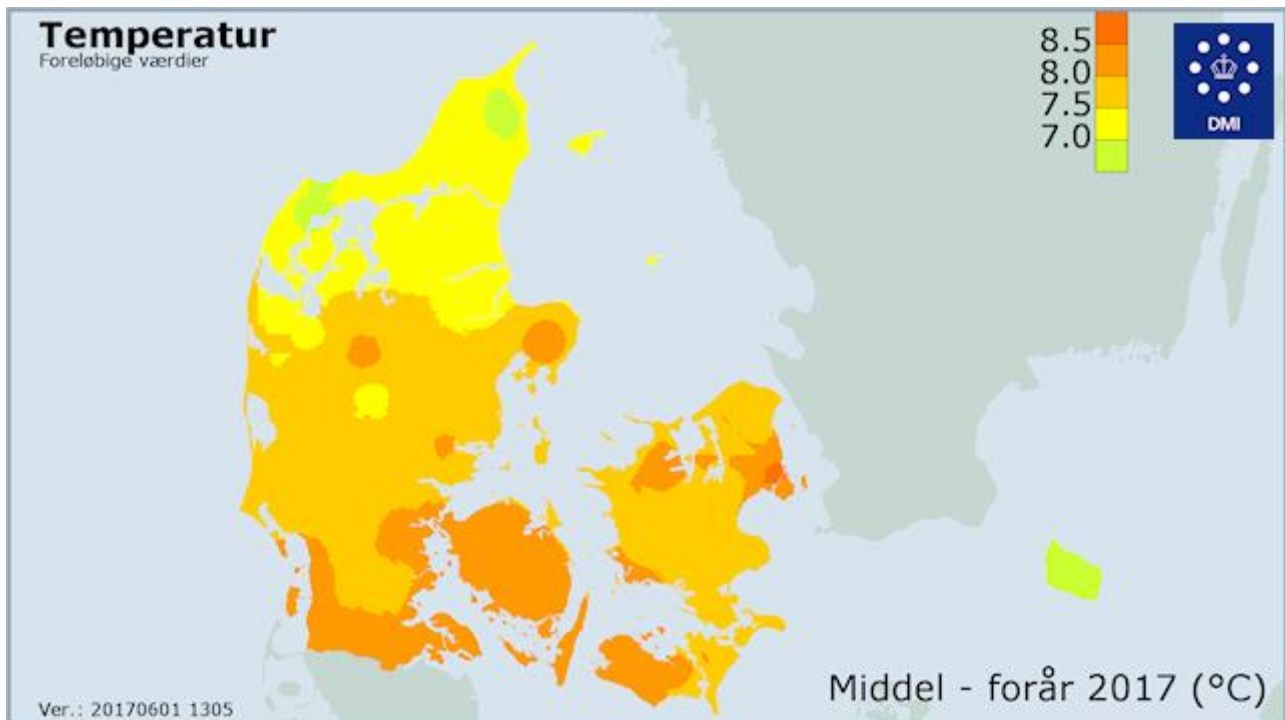 Temperatur
Foreløbige værdier
8.5
8.0
7.5
7.0
DMI
Middel - forår 2017 (°C)
Ver.: 20170601 1305